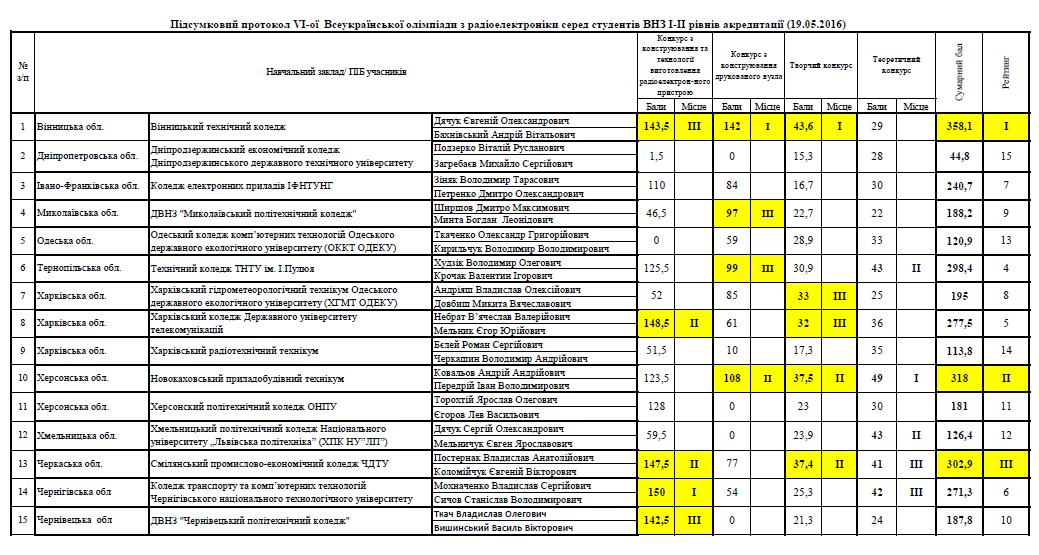 Підсумковий протокол VI-ої Всеукраїнської олімпіади з радіоелектроніки серед студентів ВНЗ І-ІІ рівнів акредитації (19.05.2016)
№ з/п | Навчальний заклад/ ПІБ учасників | Конкурс з конструювання та технології виготовлення радіоелектрон-ного пристрою | Конкурс з конструювання друкованого вузла | Творчий конкурс | Теоретичний конкурс | Сумарний бал | Рейтинг
Бали | Місце | Бали | Місце | Бали | Місце | Бали | Місце
1 | Вінницька обл. | Вінницький технічний коледж | Дячук Євгеній Олександрович | 143,5 | III | 142 | I | 43,6 | I | 29 | 358,1 | I
Бахнівський Андрій Вітальович
2 | Дніпропетровська обл. | Дніпродзержинський економічний коледж | Подзерко Віталій Русланович | 1,5 | 0 | 15,3 | 28 | 44,8 | 15
Дніпродзержинського державного технічного університету | Загребаєв Михайло Сергійович
3 | Івано-Франківська обл. | Коледж електронних приладів ІФНТУНГ | Зіняк Володимир Тарасович | 110 | 84 | 16,7 | 30 | 240,7 | 7
Петренко Дмитро Олександрович
4 | Миколаївська обл. | ДВНЗ "Миколаївський політехнічний коледж" | Ширшов Дмитро Максимович | 46,5 | 97 | III | 22,7 | 22 | 188,2 | 9
Минта Богдан Леонідович
5 | Одеська обл. | Одеський коледж комп’ютерних технологій Одеського | Ткаченко Олександр Григорійович | 0 | 59 | 28,9 | 33 | 120,9 | 13
державного екологічного університету (ОККТ ОДЕКУ) | Кирильчук Володимир Володимирович
6 | Тернопільська обл. | Технічний коледж ТНТУ ім. І.Пулюя | Худзік Володимир Олегович | 125,5 | 99 | III | 30,9 | 43 | II | 298,4 | 4
Крочак Валентин Ігорович
7 | Харківська обл. | Харківський гідрометеорологічний технікум Одеського | Андріяш Владислав Олексійович | 52 | 85 | 33 | III | 25 | 195 | 8
державного екологічного університету (ХГМТ ОДЕКУ) | Довбиш Микита Вячеславович
8 | Харківська обл. | Харківський коледж Державного університету | Небрат В’ячеслав Валерійович | 148,5 | II | 61 | 32 | III | 36 | 277,5 | 5
телекомунікацій | Мельник Єгор Юрійович
9 | Харківська обл. | Харківський радіотехнічний технікум | Бєлей Роман Сергійович | 51,5 | 10 | 17,3 | 35 | 113,8 | 14
Черкашин Володимир Андрійович
10 | Херсонська обл. | Новокаховський приладобудівний технікум | Ковальов Андрій Андрійович | 123,5 | 108 | II | 37,5 | II | 49 | I | 318 | II
Передрій Іван Володимирович
11 | Херсонська обл. | Херсонский політехнічний коледж ОНПУ | Торохтій Ярослав Олегович | 128 | 0 | 23 | 30 | 181 | 11
Єгоров Лев Васильович
12 | Хмельницька обл. | Хмельницький політехнічний коледж Національного | Дячук Сергій Олександрович | 59,5 | 0 | 23,9 | 43 | II | 126,4 | 12
університету „Львівська політехніка” (ХПК НУ”ЛП”) | Мельничук Євген Ярославович
13 | Черкаська обл. | Смілянський промислово-економічний коледж ЧДТУ | Постернак Владислав Анатолійович | 147,5 | II | 77 | 37,4 | II | 41 | III | 302,9 | III
Коломійчук Євгеній Вікторович
14 | Чернігівська обл | Коледж транспорту та комп’ютерних технологій | Мохначенко Владислав Сергійович | 150 | I | 54 | 25,3 | 42 | III | 271,3 | 6
Чернігівського національного технологічного університету | Сичов Станіслав Володимирович
15 | Чернівецька обл | ДВНЗ "Чернівецький політехнічний коледж" | Ткач Владислав Олегович | 142,5 | III | 0 | 21,3 | 24 | 187,8 | 10
Вишинський Василь Вікторович